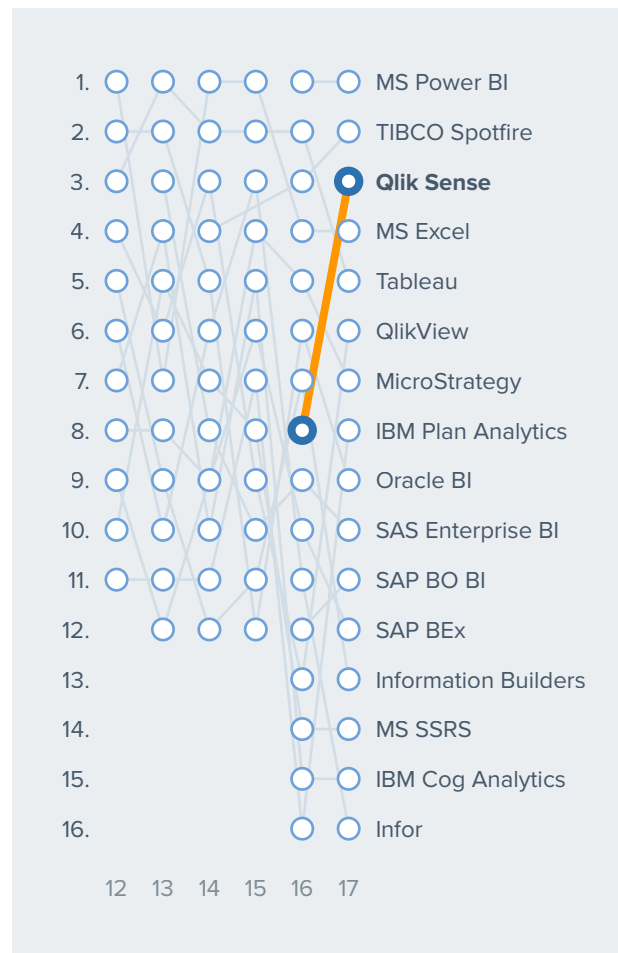 1. MS Power BI
2. TIBCO Spotfire
3. Qlik Sense
4. MS Excel
5. Tableau
6. QlikView
7. MicroStrategy
8. IBM Plan Analytics
9. Oracle BI
10. SAS Enterprise BI
11. SAP BO BI
12. SAP BEx
13. Information Builders
14. MS SSRS
15. IBM Cog Analytics
16. Infor
12 13 14 15 16 17